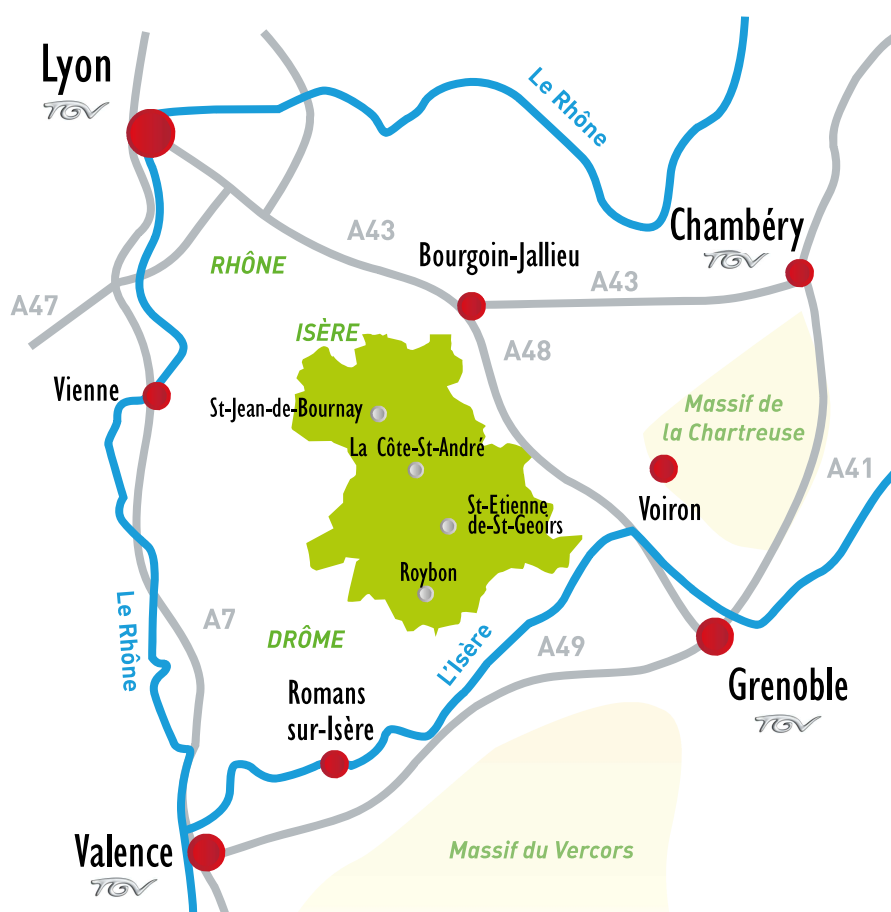 Lyon
TGV
Le Rhône
Chambéry
TGV
A43
Bourgoin-Jallieu
RHÔNE
A43
A47
ISÈRE
A48
Vienne
St-Jean-de-Bournay
Massif de
la Chartreuse
La Côte-St-André
A41
St-Etienne
de-St-Geoirs
Voiron
Roybon
Le Rhône
A7
DRÔME
L'Isère
A49
Romans
sur-Isère
Grenoble
TGV
Valence
TGV
Massif du Vercors